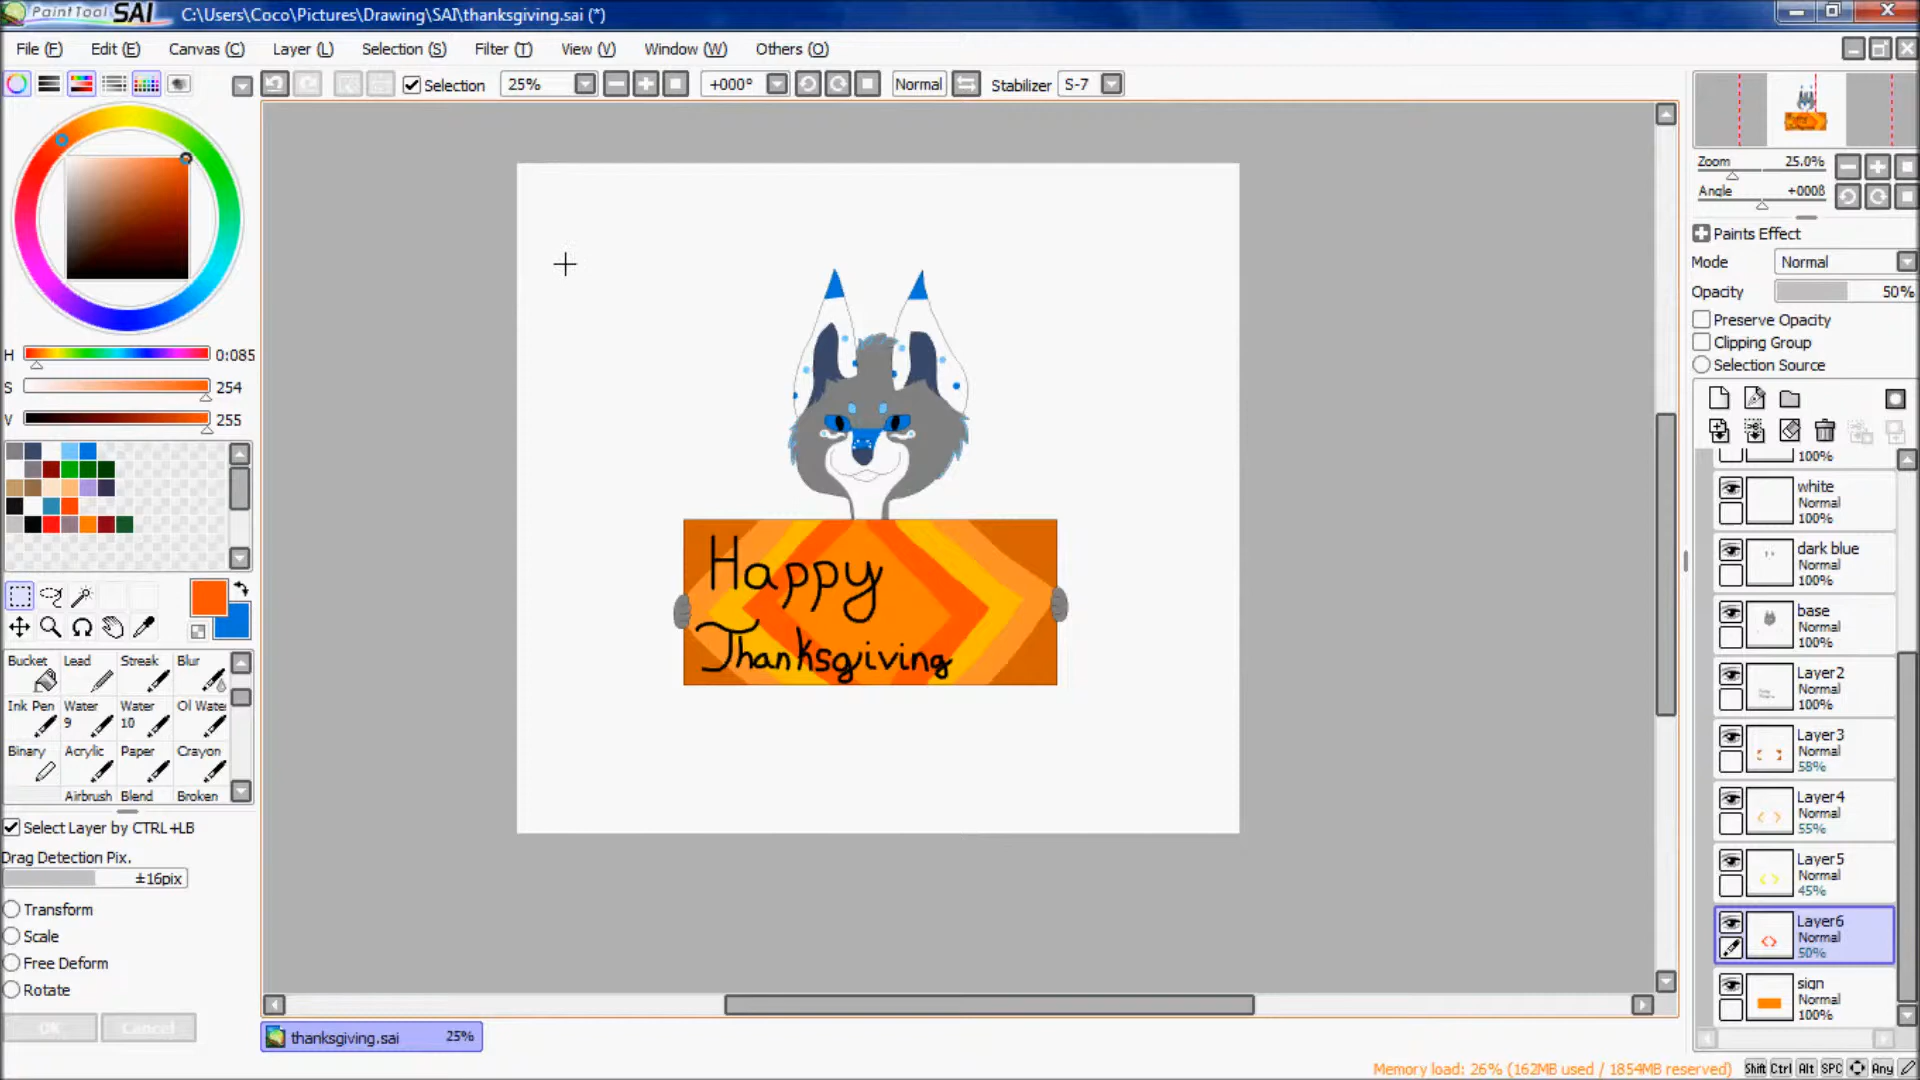 PaintTool SAI C:\Users\Coco\Pictures\Drawing\SAI\thanksgiving.sai (*)
File (F) Edit (E) Canvas (C) Layer (L) Selection (S) Filter (T) View (V) Window (W) Others (O)
Selection 25% +000° Normal Stabilizer S-7
Zoom 25.0%
Angle +000ß
Paints Effect
Mode Normal
Opacity 50%
Preserve Opacity
Clipping Group
Selection Source
H 0:085
S 254
V 255
100%
white
Normal
100%
dark blue
Normal
100%
base
Normal
100%
Layer2
Normal
100%
Layer3
Normal
58%
Layer4
Normal
55%
Layer5
Normal
45%
Layer6
Normal
50%
sign
Normal
100%
Happy
Thanksgiving
Bucket Lead Streak Blur
Ink Pen Water 9 Water 10 Ol Wate
Binary Acrylic Paper Crayon
Airbrush Blend Broken
Select Layer by CTRL+LB
Drag Detection Pix.
±16pix
Transform
Scale
Free Deform
Rotate
OK Cancel
thanksgiving.sai 25%
Memory load: 26% (162MB used / 1854MB reserved) Shift Ctrl Alt SPC Any